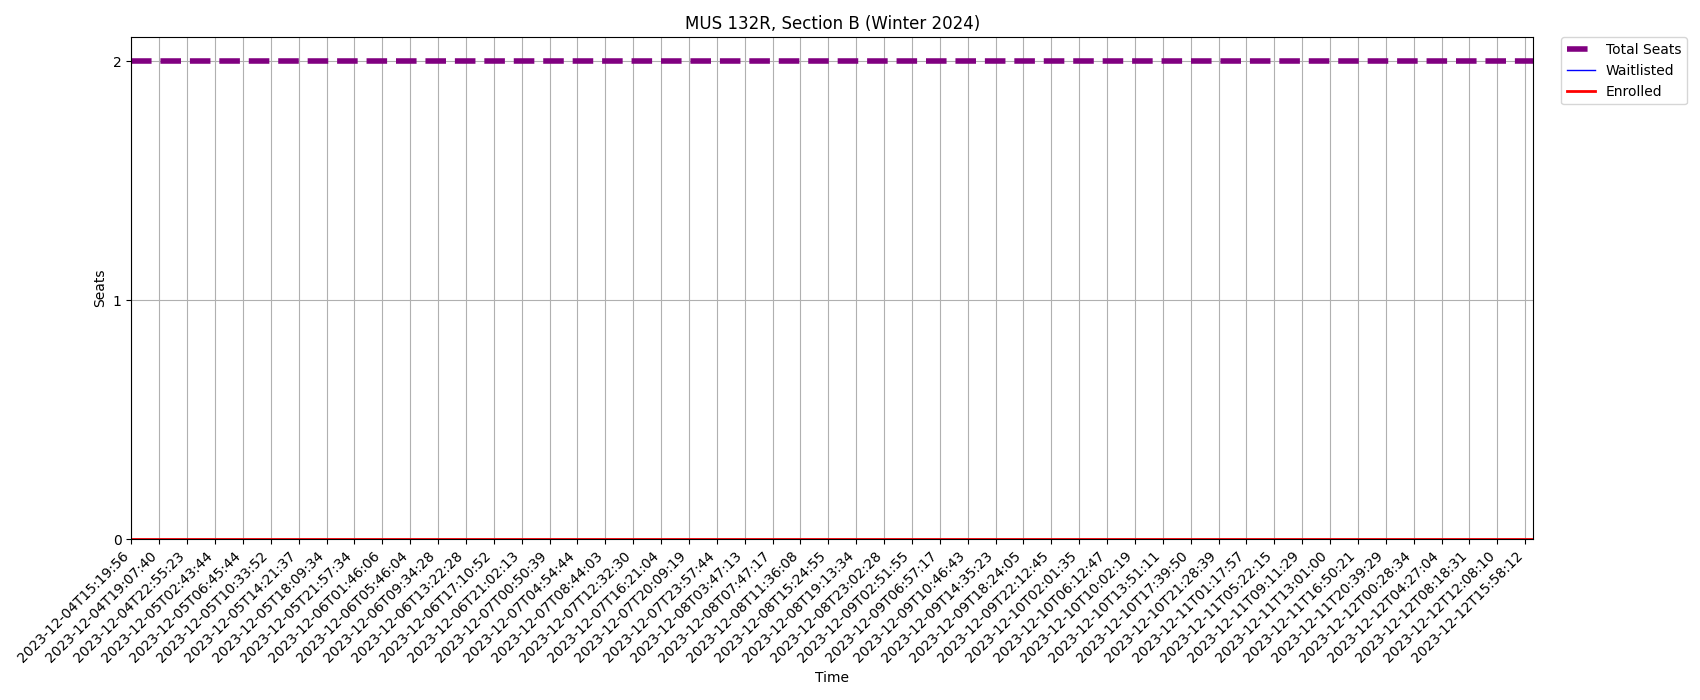 MUS 132R, Section B (Winter 2024)
Total Seats
Waitlisted
Enrolled
Seats
2
1
0
2023-12-04T15:19:56
2023-12-04T19:07:40
2023-12-04T22:55:23
2023-12-05T02:43:44
2023-12-05T06:45:44
2023-12-05T10:33:52
2023-12-05T14:21:37
2023-12-05T18:09:34
2023-12-05T21:57:34
2023-12-06T01:46:06
2023-12-06T05:46:04
2023-12-06T09:34:28
2023-12-06T13:22:28
2023-12-06T17:10:52
2023-12-06T21:02:13
2023-12-07T00:50:39
2023-12-07T04:54:44
2023-12-07T08:44:03
2023-12-07T12:32:30
2023-12-07T16:21:04
2023-12-07T20:09:19
2023-12-07T23:57:44
2023-12-08T03:47:13
2023-12-08T07:47:17
2023-12-08T11:36:08
2023-12-08T15:24:55
2023-12-08T19:13:34
2023-12-08T23:02:28
2023-12-09T02:51:55
2023-12-09T06:57:17
2023-12-09T10:46:43
2023-12-09T14:35:23
2023-12-09T18:24:05
2023-12-09T22:12:45
2023-12-10T02:01:35
2023-12-10T06:12:47
2023-12-10T10:02:19
2023-12-10T13:51:11
2023-12-10T17:39:50
2023-12-10T21:28:39
2023-12-11T01:17:57
2023-12-11T05:22:15
2023-12-11T09:11:29
2023-12-11T13:01:00
2023-12-11T16:50:21
2023-12-11T20:39:29
2023-12-12T00:28:34
2023-12-12T04:27:04
2023-12-12T08:18:31
2023-12-12T12:08:10
2023-12-12T15:58:12
Time